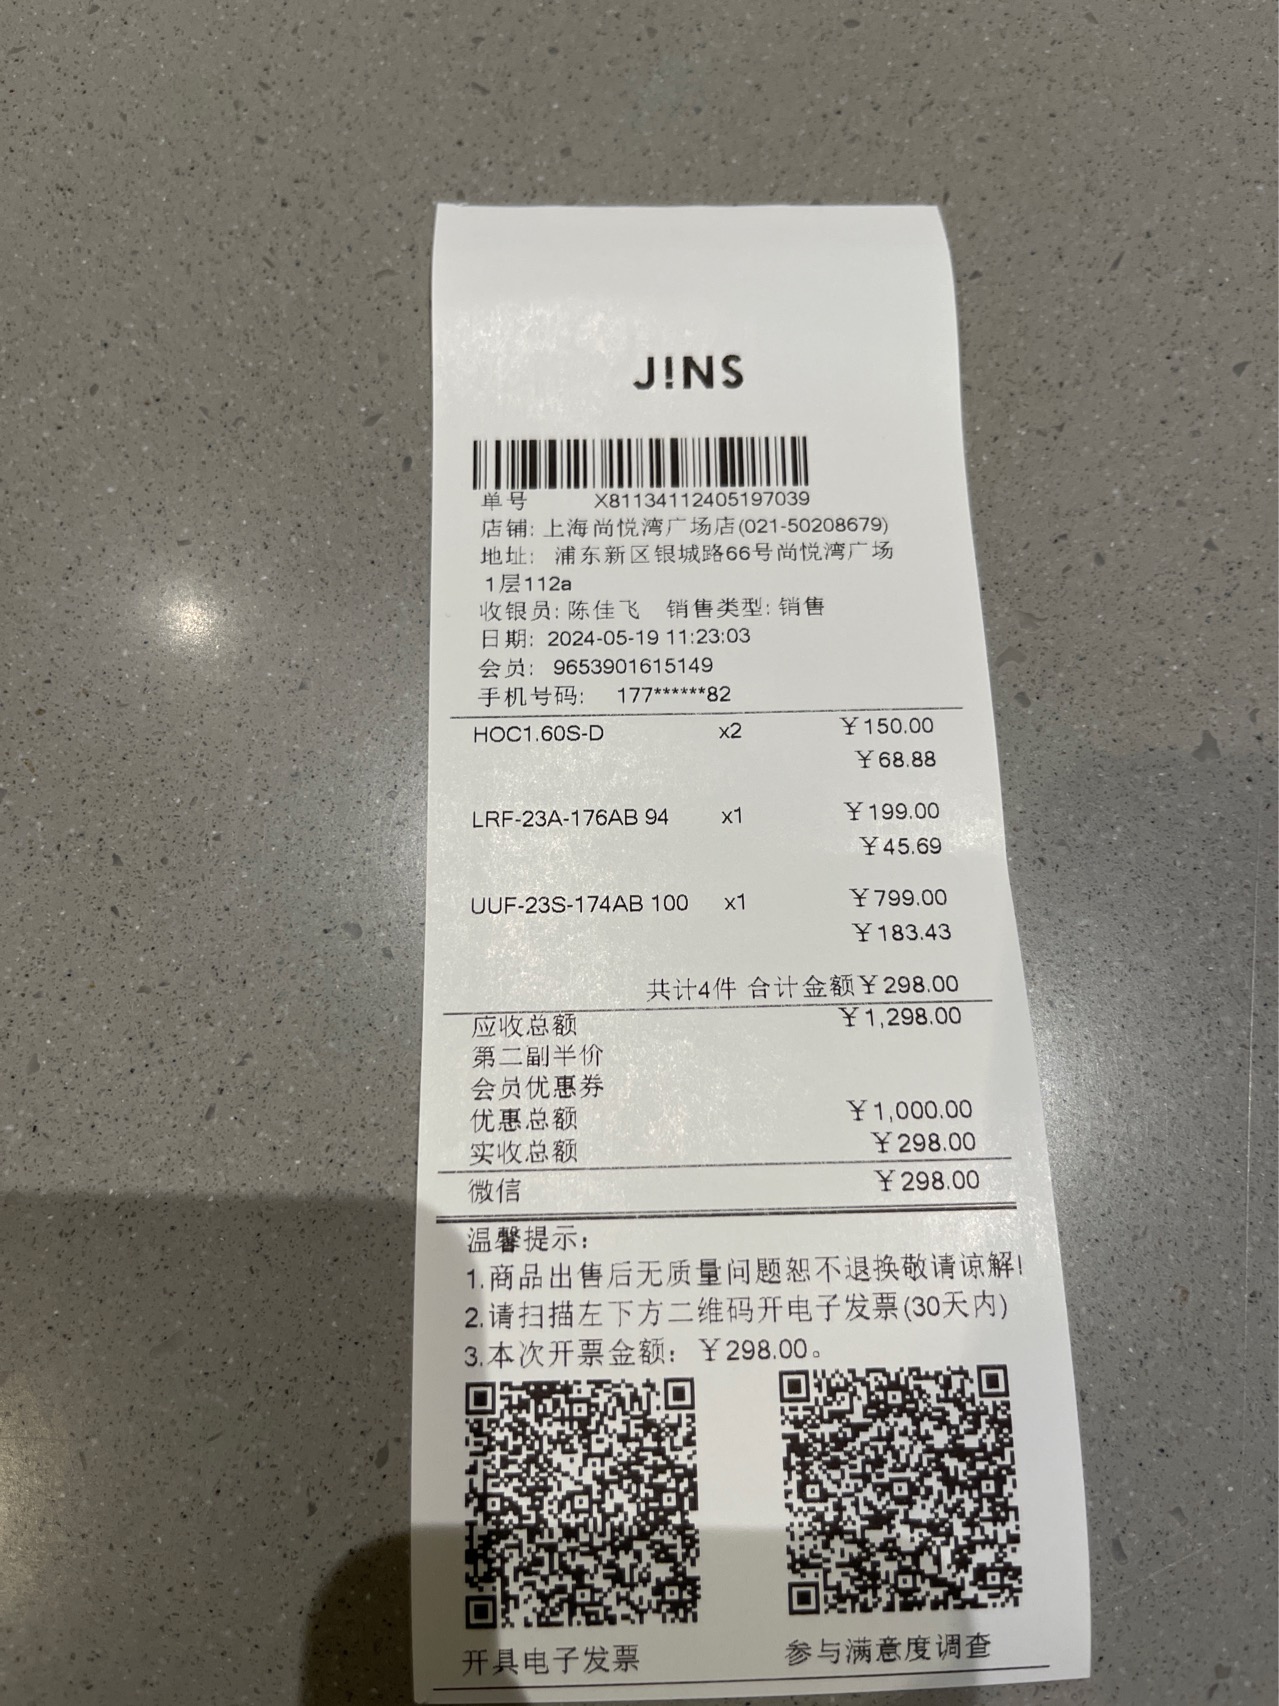 J!NS
单号 X81134112405197039
店铺: 上海尚悦湾广场店(021-50208679)
地址: 浦东新区银城路66号尚悦湾广场
1层112a
收银员: 陈佳飞 销售类型: 销售
日期: 2024-05-19 11:23:03
会员: 9653901615149
手机号码: 177******82
HOC1.60S-D x2 ¥150.00
¥68.88
LRF-23A-176AB 94 x1 ¥199.00
¥45.69
UUF-23S-174AB 100 x1 ¥799.00
¥183.43
共计4件 合计金额¥298.00
应收总额 ¥1,298.00
第二副半价
会员优惠券
优惠总额 ¥1,000.00
实收总额 ¥298.00
微信 ¥298.00
温馨提示:
1.商品出售后无质量问题恕不退换敬请谅解!
2.请扫描左下方二维码开电子发票(30天内)
3.本次开票金额: ¥298.00。
开具电子发票 参与满意度调查